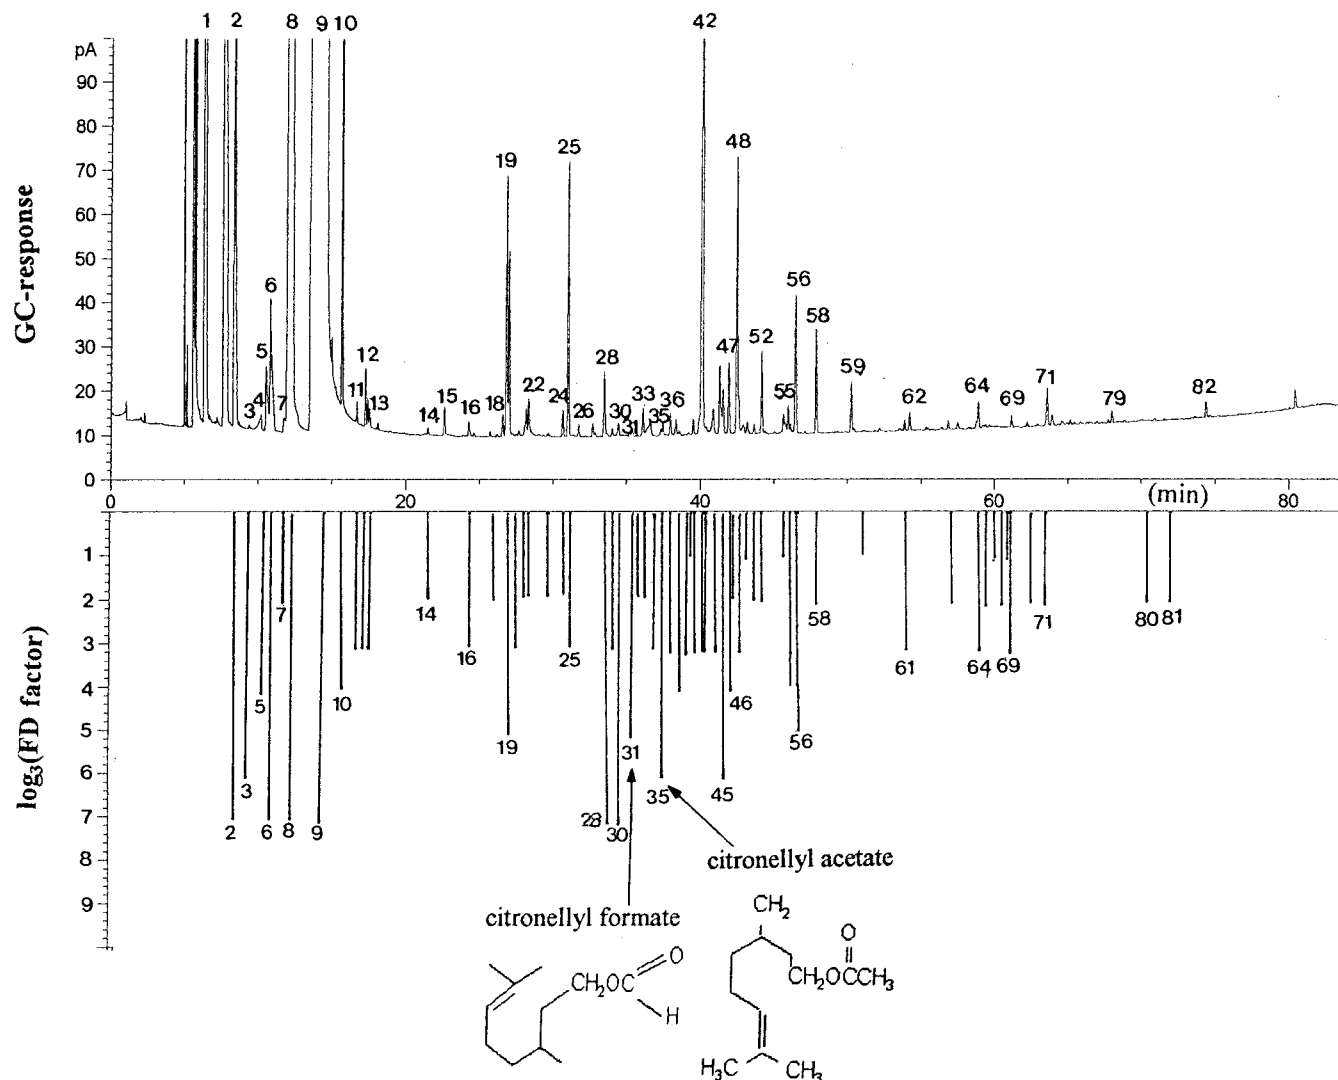 1 2 8 9 10 42
pA
90
80
70
60
50
40
30
20
10
0
GC-response
3 4 5 6 7 11 12 13 14 15 16 18 19 22 24 25 26 28 30 31 33 35 36 47 48 52 55 56 58 59 62 64 69 71 79 82
0 20 40 60 (min) 80
1
2
3
4
5
6
7
8
9
log₃(FD factor)
2 3 5 6 7 8 9 10 14 16 19 25 28 30 31 35 45 46 56 58 61 64 69 71 80 81
citronellyl acetate
citronellyl formate
CH₂
O
CH₂OCCH₃
H₃C CH₃
O
CH₂OC
H